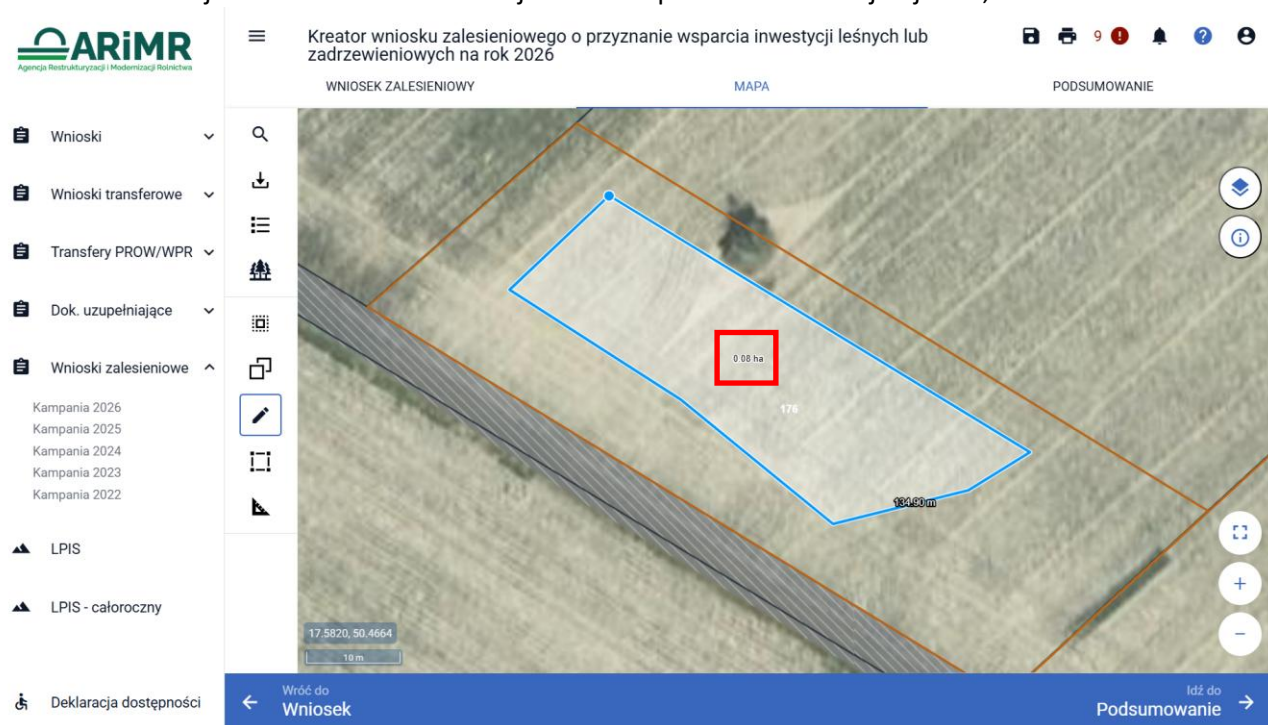 ARiMR
Agencja Restrukturyzacji i Modernizacji Rolnictwa
Kreator wniosku zalesieniowego o przyznanie wsparcia inwestycji leśnych lub
zadrzewieniowych na rok 2026
9
WNIOSEK ZALESIENIOWY
MAPA
PODSUMOWANIE
Wnioski
Wnioski transferowe
Transfery PROW/WPR
Dok. uzupełniające
Wnioski zalesieniowe
Kampania 2026
Kampania 2025
Kampania 2024
Kampania 2023
Kampania 2022
LPIS
LPIS - całoroczny
Deklaracja dostępności
0.08 ha
176
134.90 m
17.5820, 50.4664
10 m
Wróć do
Wniosek
Idź do
Podsumowanie